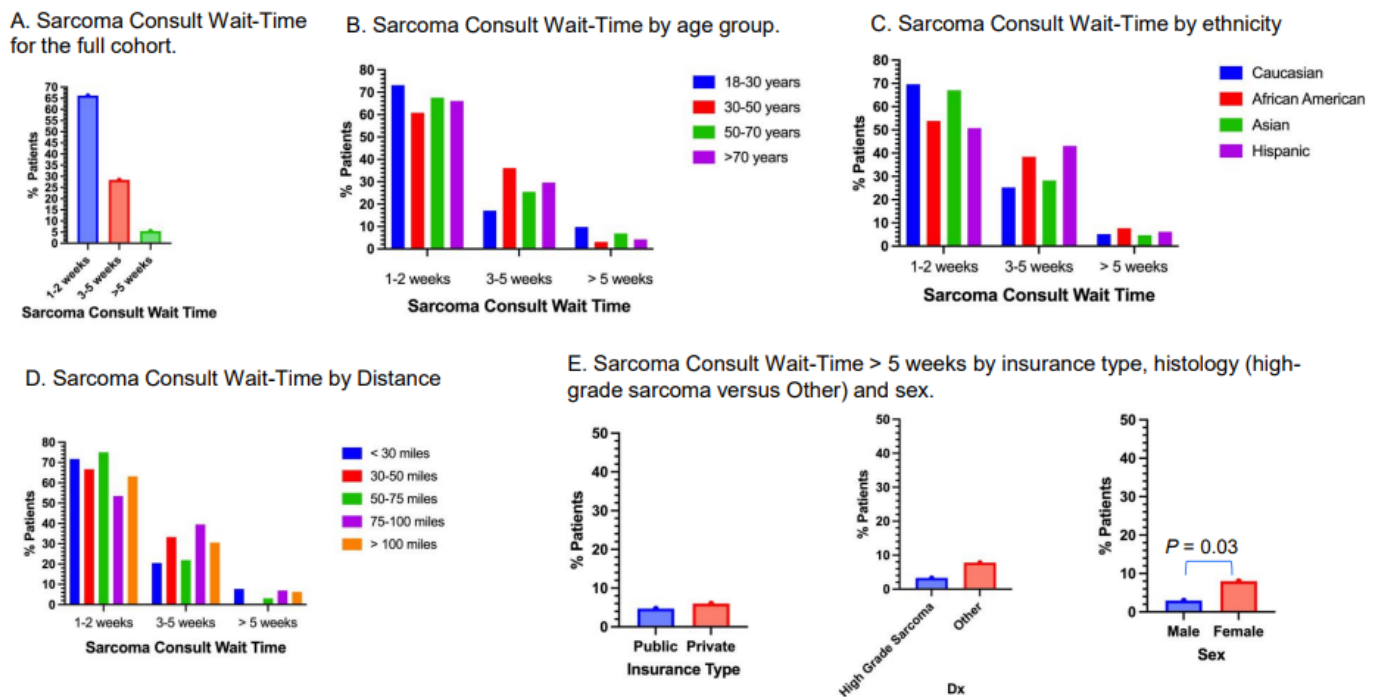 A. Sarcoma Consult Wait-Time
for the full cohort.
% Patients
70
65
60
55
50
45
40
35
30
25
20
15
10
5
0
1-2 weeks
3-5 weeks
>5 weeks
Sarcoma Consult Wait Time
B. Sarcoma Consult Wait-Time by age group.
% Patients
80
70
60
50
40
30
20
10
0
1-2 weeks
3-5 weeks
> 5 weeks
Sarcoma Consult Wait Time
18-30 years
30-50 years
50-70 years
>70 years
C. Sarcoma Consult Wait-Time by ethnicity
% Patients
80
70
60
50
40
30
20
10
0
1-2 weeks
3-5 weeks
> 5 weeks
Sarcoma Consult Wait Time
Caucasian
African American
Asian
Hispanic
D. Sarcoma Consult Wait-Time by Distance
% Patients
80
70
60
50
40
30
20
10
0
1-2 weeks
3-5 weeks
> 5 weeks
Sarcoma Consult Wait Time
< 30 miles
30-50 miles
50-75 miles
75-100 miles
> 100 miles
E. Sarcoma Consult Wait-Time > 5 weeks by insurance type, histology (high-
grade sarcoma versus Other) and sex.
% Patients
50
40
30
20
10
0
Public Private
Insurance Type
% Patients
50
40
30
20
10
0
High Grade Sarcoma
Other
Dx
% Patients
50
40
30
20
10
0
P = 0.03
Male Female
Sex